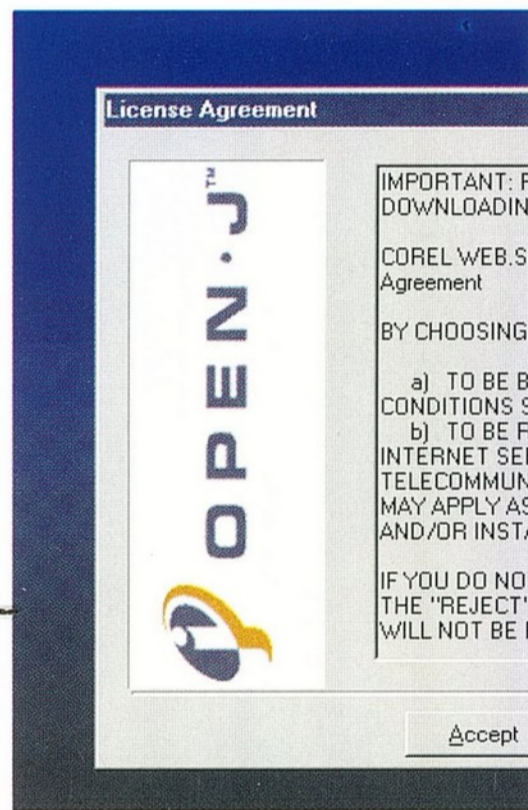 License Agreement
OPEN·J™
IMPORTANT:
DOWNLOADIN
COREL WEB.S
Agreement
BY CHOOSING
a) TO BE B
CONDITIONS S
b) TO BE
INTERNET SE
TELECOMMUN
MAY APPLY AS
AND/OR INST
IF YOU DO NO
THE "REJECT"
WILL NOT BE
Accept